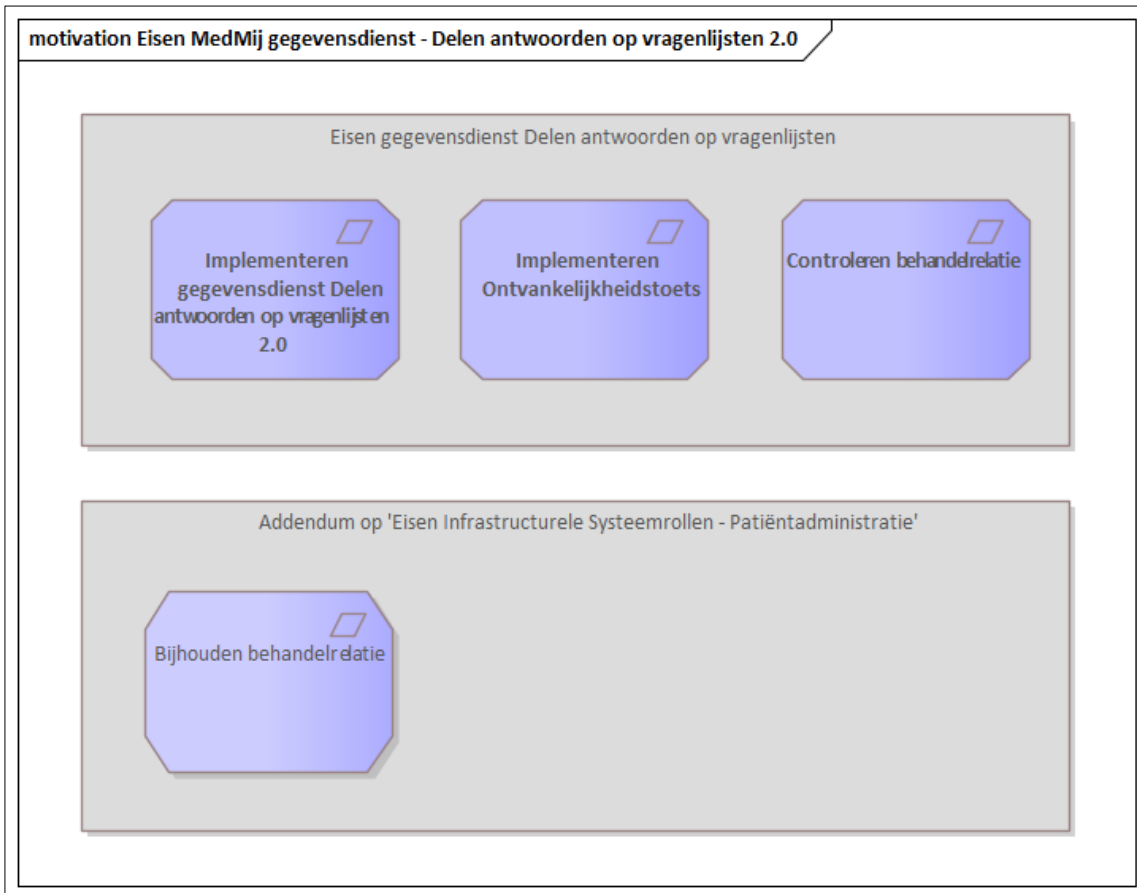 motivation Eisen MedMij gegevensdienst - Delen antwoorden op vragenlijsten 2.0
Eisen gegevensdienst Delen antwoorden op vragenlijsten
Implementeren
gegevensdienst Delen
antwoorden op vragenlijsten
2.0
Implementeren
Ontvankelijkheidstoets
Controleren behandelrelatie
Addendum op 'Eisen Infrastructurele Systeemrollen - Patiëntadministratie'
Bijhouden behandelrelatie